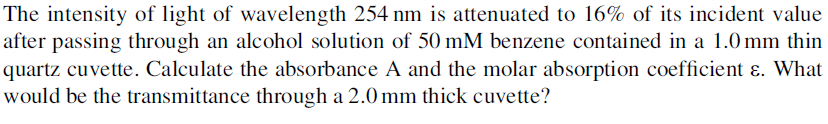 The intensity of light of wavelength 254 nm is attenuated to 16% of its incident value
after passing through an alcohol solution of 50 mM benzene contained in a 1.0 mm thin
quartz cuvette. Calculate the absorbance A and the molar absorption coefficient ε. What
would be the transmittance through a 2.0 mm thick cuvette?